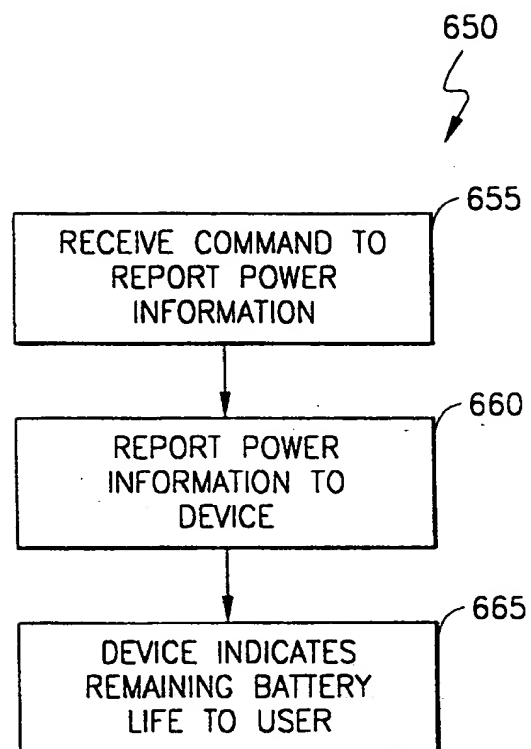 650
655
RECEIVE COMMAND TO
REPORT POWER
INFORMATION
660
REPORT POWER
INFORMATION TO
DEVICE
665
DEVICE INDICATES
REMAINING BATTERY
LIFE TO USER